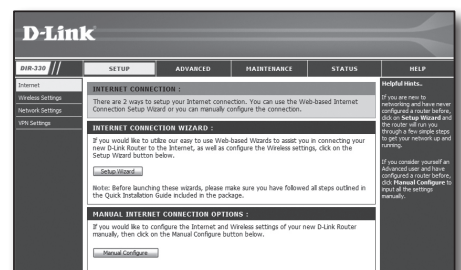 D-Link
DIR-330
SETUP
ADVANCED
MAINTENANCE
STATUS
HELP
Internet
Wireless Settings
Network Settings
VPN Settings
INTERNET CONNECTION :
There are 2 ways to setup your Internet connection. You can use the Web-based Internet
Connection Setup Wizard or you can manually configure the connection.
INTERNET CONNECTION WIZARD :
If you would like to utilize our easy to use Web-based Wizards to assist you in connecting your
new D-Link Router to the Internet, as well as configure the Wireless settings, click on the
Setup Wizard button below.
Setup Wizard
Note: Before launching these wizards, please make sure you have followed all steps outlined in
the Quick Installation Guide included in the package.
MANUAL INTERNET CONNECTION OPTIONS :
If you would like to configure the Internet and Wireless settings of your new D-Link Router
manually, then click on the Manual Configure button below.
Manual Configure
Helpful Hints..
If you are new to
networking and have never
configured a router before,
click on Setup Wizard and
the router will run you
through a few simple steps
to get your network up and
running.
If you consider yourself an
Advanced user and have
configured a router before,
click Manual Configure to
input all the settings
manually.